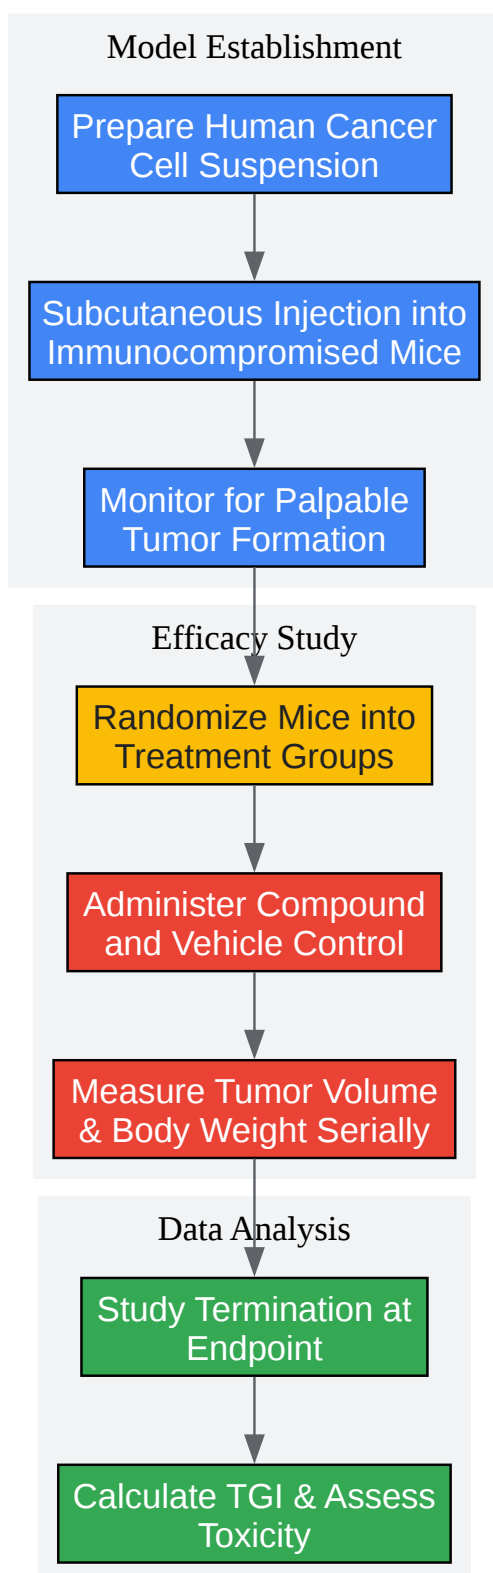 Model Establishment
Prepare Human Cancer
Cell Suspension
Subcutaneous Injection into
Immunocompromised Mice
Monitor for Palpable
Tumor Formation
Efficacy Study
Randomize Mice into
Treatment Groups
Administer Compound
and Vehicle Control
Measure Tumor Volume
& Body Weight Serially
Data Analysis
Study Termination at
Endpoint
Calculate TGI & Assess
Toxicity